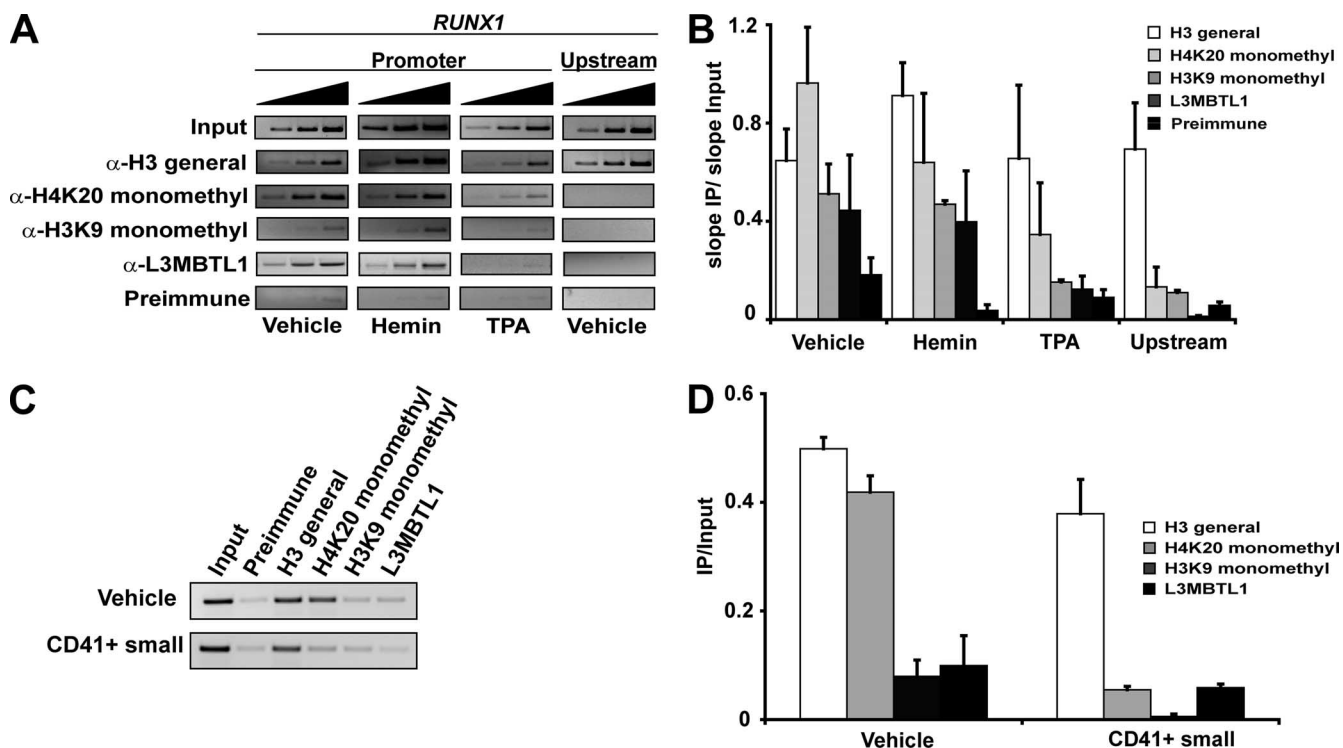 A
RUNX1
Promoter
Upstream
Input
α-H3 general
α-H4K20 monomethyl
α-H3K9 monomethyl
α-L3MBTL1
Preimmune
Vehicle
Hemin
TPA
Vehicle
B
slope IP/ slope Input
1.2
0.8
0.4
0
H3 general
H4K20 monomethyl
H3K9 monomethyl
L3MBTL1
Preimmune
Vehicle
Hemin
TPA
Upstream
C
Input
Preimmune
H3 general
H4K20 monomethyl
H3K9 monomethyl
L3MBTL1
Vehicle
CD41+ small
D
IP/Input
0.6
0.4
0.2
0
H3 general
H4K20 monomethyl
H3K9 monomethyl
L3MBTL1
Vehicle
CD41+ small